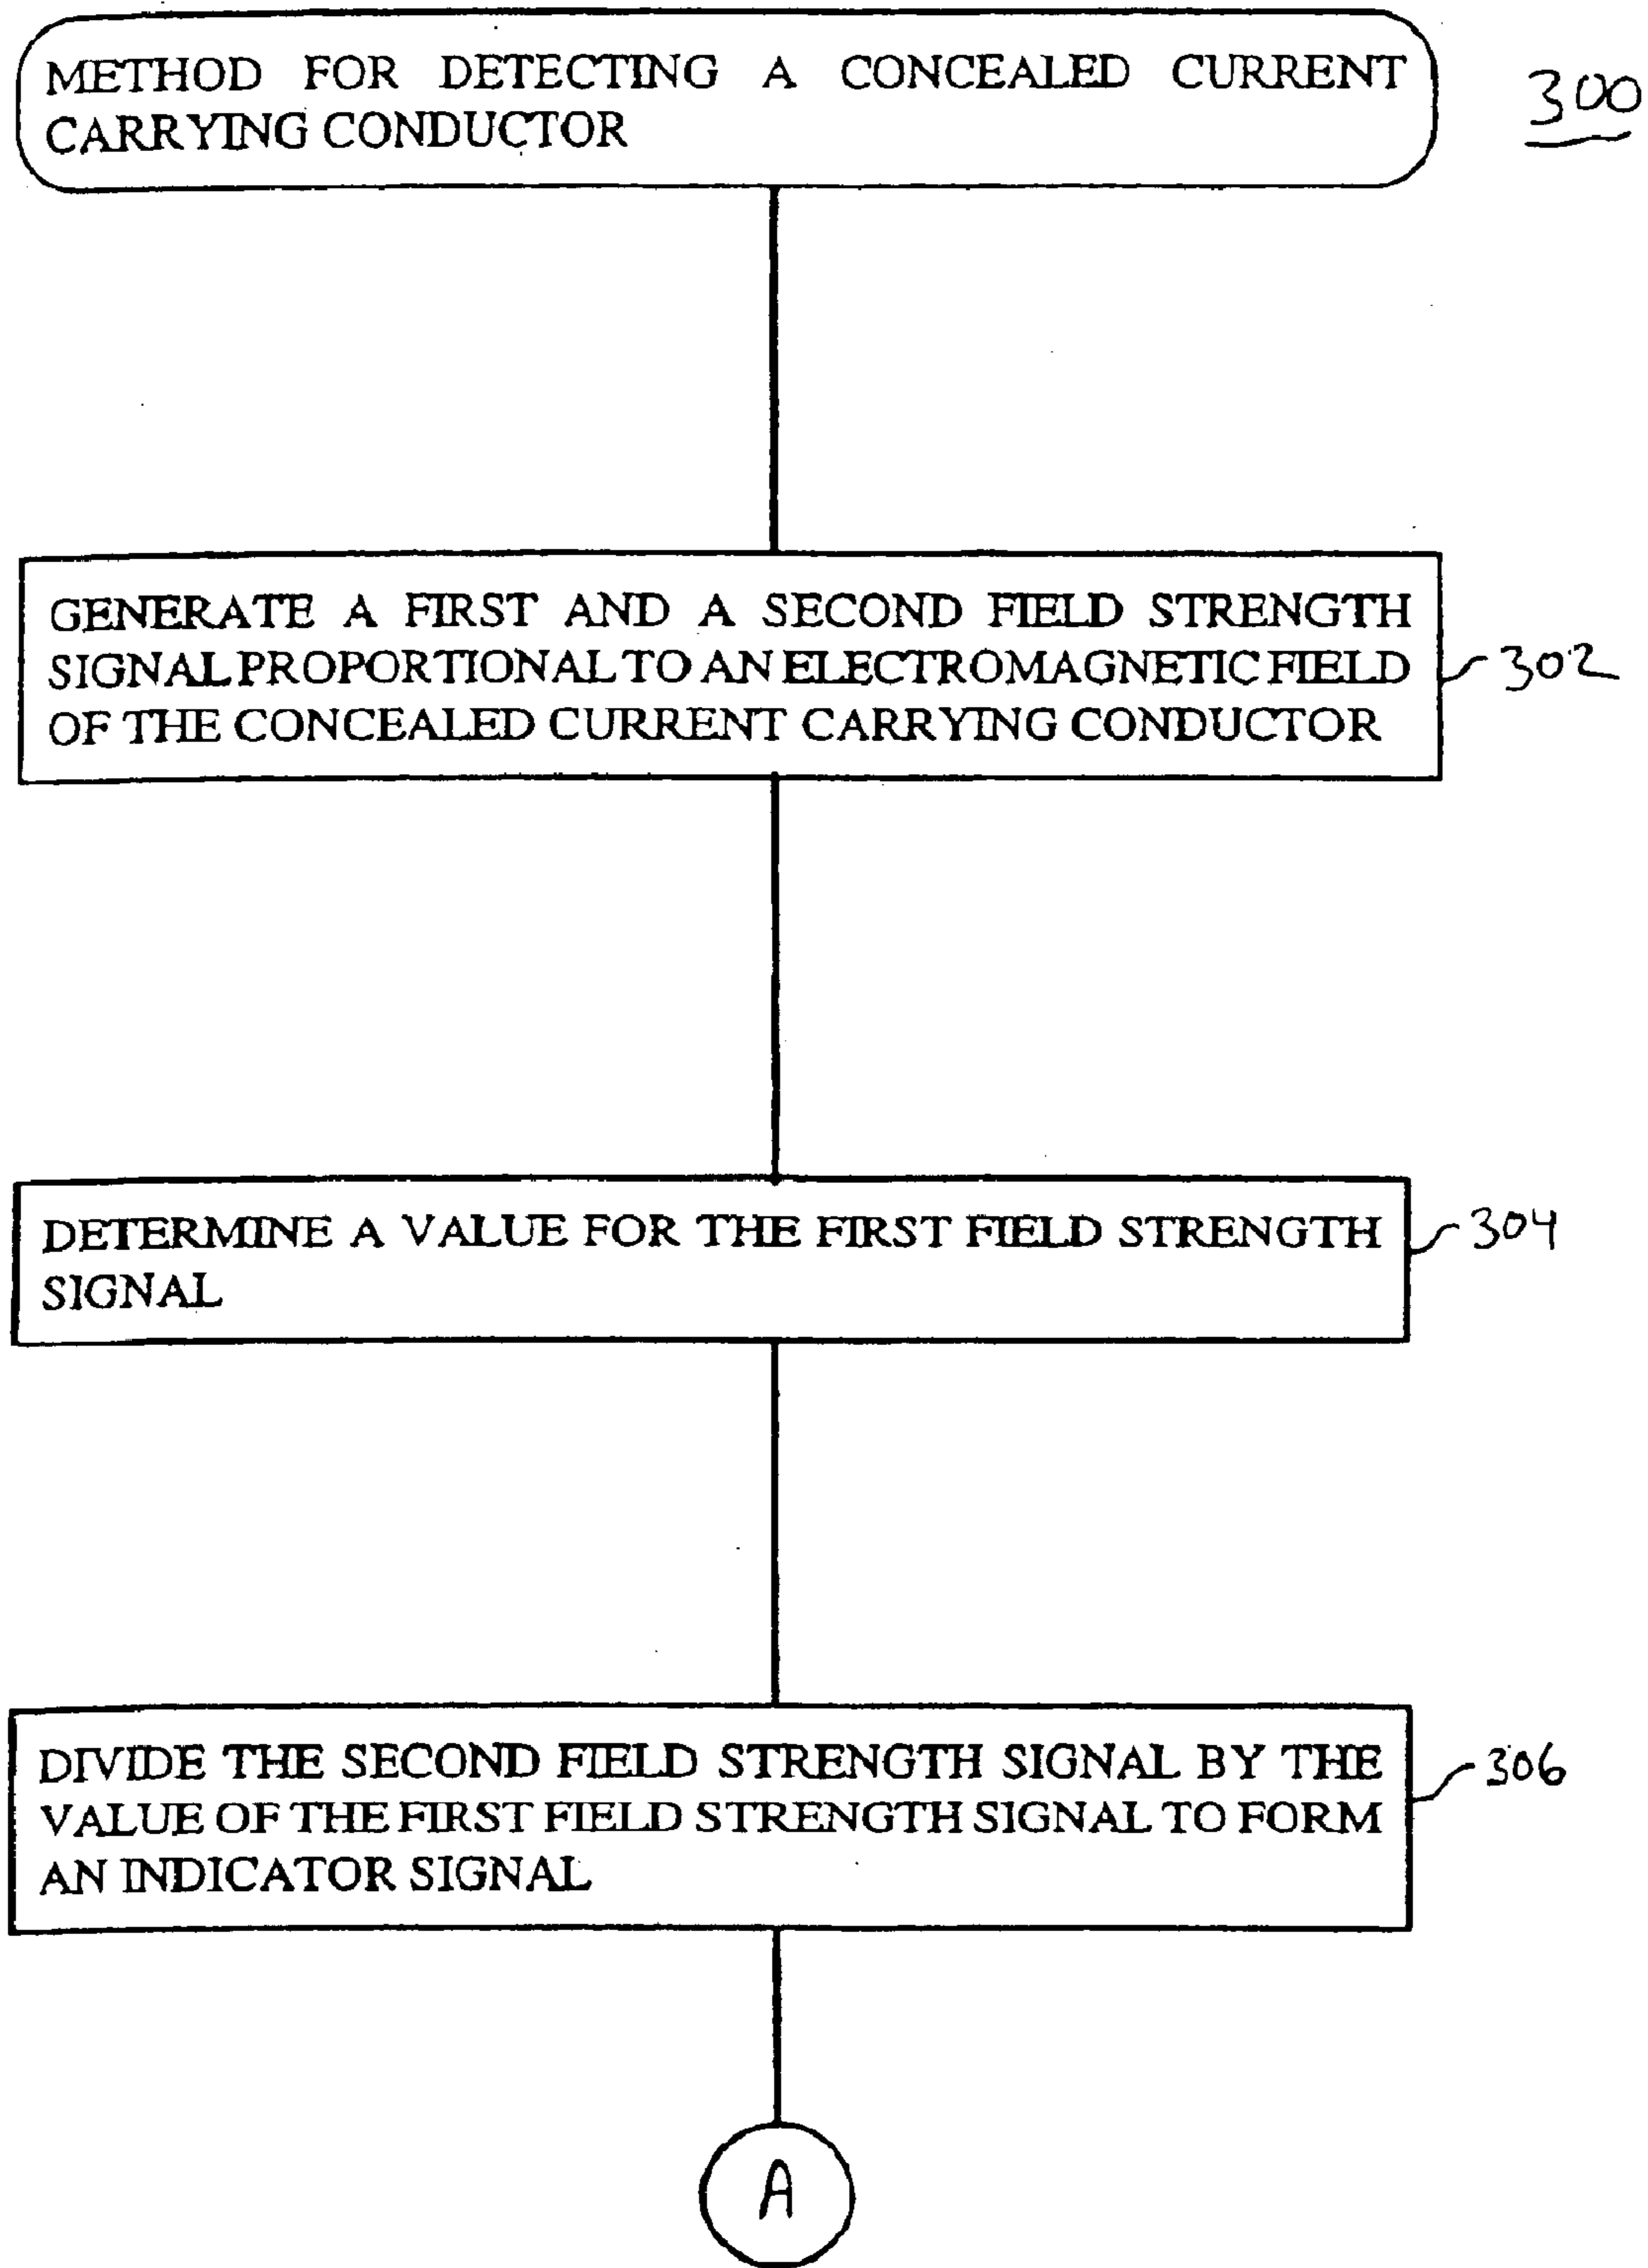 METHOD FOR DETECTING A CONCEALED CURRENT
CARRYING CONDUCTOR
300
GENERATE A FIRST AND A SECOND FIELD STRENGTH
SIGNAL PROPORTIONAL TO AN ELECTROMAGNETIC FIELD
OF THE CONCEALED CURRENT CARRYING CONDUCTOR
302
DETERMINE A VALUE FOR THE FIRST FIELD STRENGTH
SIGNAL
304
DIVIDE THE SECOND FIELD STRENGTH SIGNAL BY THE
VALUE OF THE FIRST FIELD STRENGTH SIGNAL TO FORM
AN INDICATOR SIGNAL
306
A